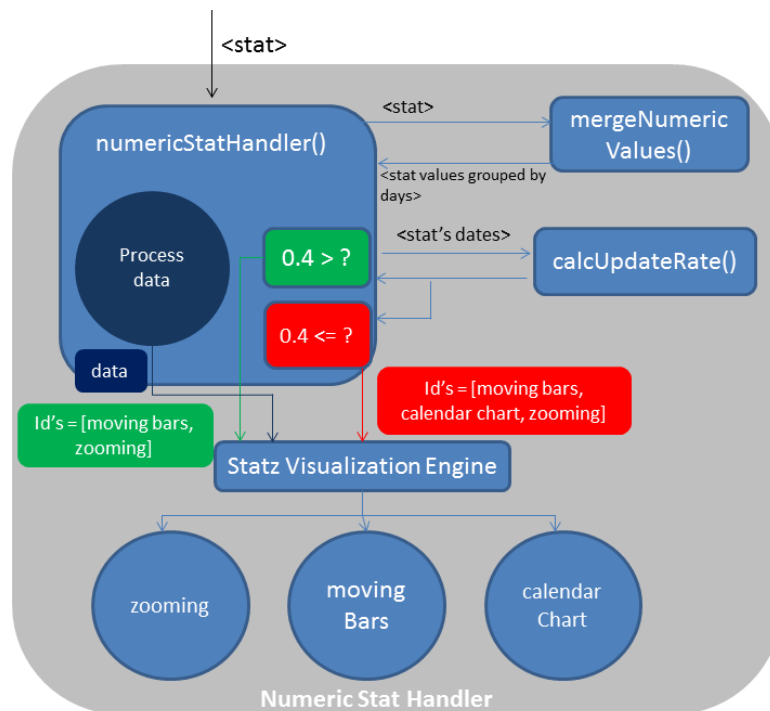 <stat>
numericStatHandler()
<stat>
mergeNumeric
Values()
<stat values grouped by
days>
Process
data
0.4 > ?
<stat's dates>
calcUpdateRate()
0.4 <= ?
data
Id's = [moving bars,
calendar chart, zooming]
Id's = [moving bars,
zooming]
Statz Visualization Engine
zooming
moving
Bars
calendar
Chart
Numeric Stat Handler